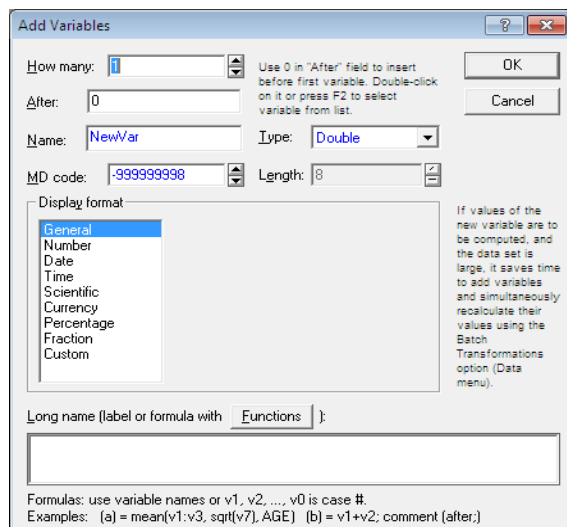 Add Variables
How many: 1
Use 0 in "After" field to insert
before first variable. Double-click
on it or press F2 to select
variable from list.
OK
After: 0
Cancel
Name: NewVar
Type: Double
MD code: -999999998
Length: 8
Display format
General
Number
Date
Time
Scientific
Currency
Percentage
Fraction
Custom
If values of the
new variable are to
be computed, and
the data set is
large, it saves time
to add variables
and simultaneously
recalculate their
values using the
Batch
Transformations
option (Data
menu).
Long name (label or formula with Functions ):
Formulas: use variable names or v1, v2, ..., v0 is case #.
Examples: (a) = mean(v1:v3, sqrt(v7), AGE) (b) = v1+v2; comment (after;)